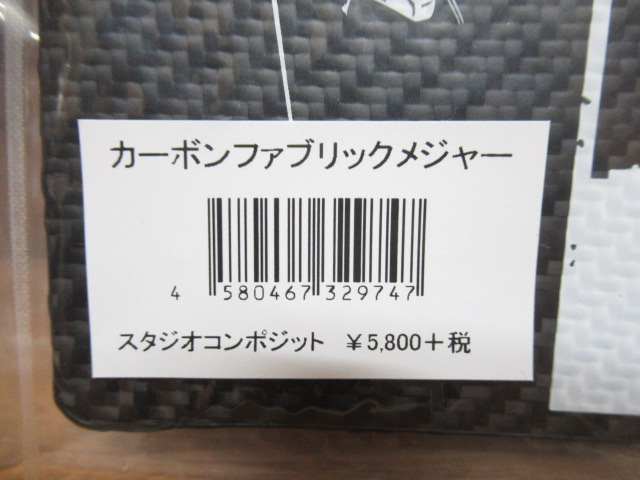 カーボンファブリックメジャー
4 580467 329747
スタジオコンポジット ￥5,800＋税